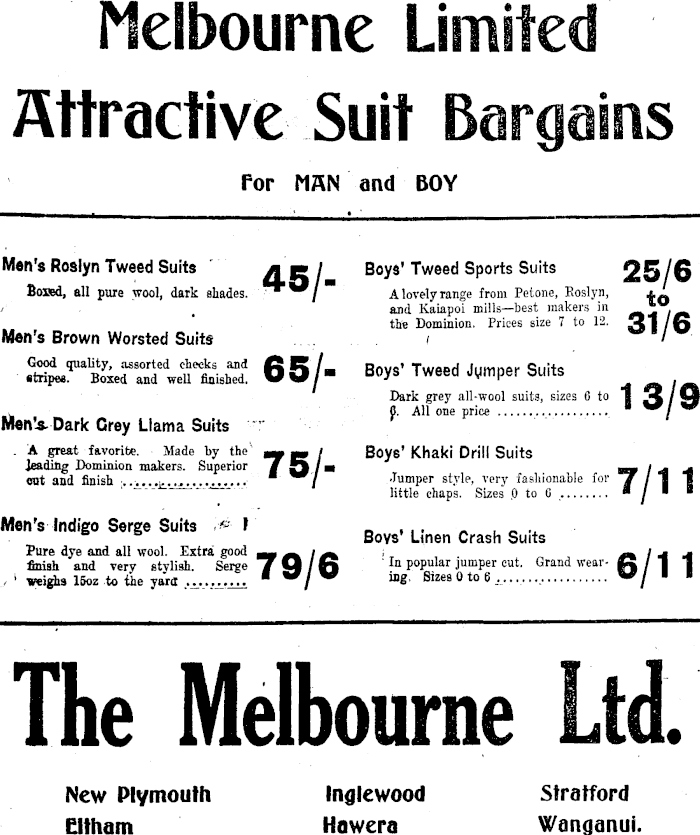 Melbourne Limited
Attractive Suit Bargains
For MAN and BOY
Men's Roslyn Tweed Suits
Boxed, all pure wool, dark shades.
45/-
Men's Brown Worsted Suits
Good quality, assorted checks and
stripes. Boxed and well finished.
65/-
Men's Dark Grey Llama Suits
A great favorite. Made by the
leading Dominion makers. Superior
cut and finish ....................
75/-
Men's Indigo Serge Suits
Pure dye and all wool. Extra good
finish and very stylish. Serge
weighs 15oz to the yard ..........
79/6
Boys' Tweed Sports Suits
A lovely range from Petone, Roslyn,
and Kaiapoi mills—best makers in
the Dominion. Prices size 7 to 12.
25/6
to
31/6
Boys' Tweed Jumper Suits
Dark grey all-wool suits, sizes 6 to
All one price ..................
13/9
Boys' Khaki Drill Suits
Jumper style, very fashionable for
little chaps. Sizes 0 to 6 ........
7/11
Boys' Linen Crash Suits
In popular jumper cut. Grand wear-
ing. Sizes 0 to 6 ..................
6/11
The Melbourne Ltd.
New Plymouth Inglewood Stratford
Eltham Hawera Wanganui.